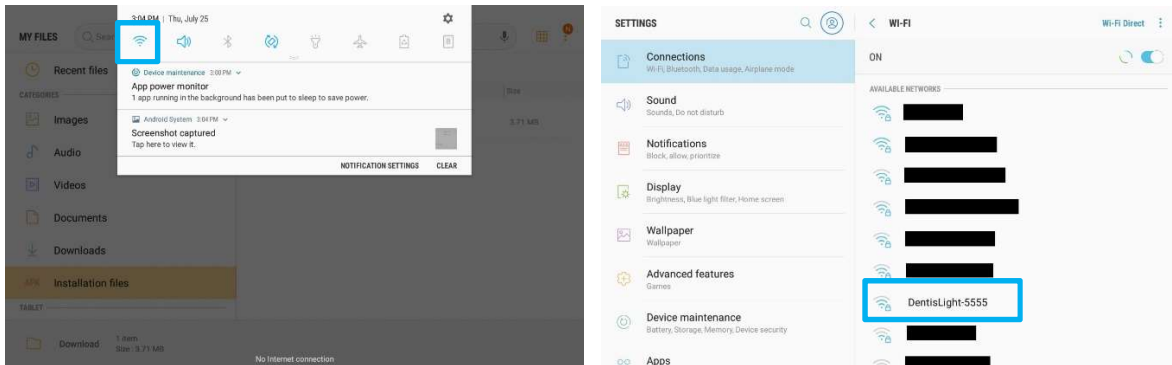 3:04 PM | Thu, July 25
MY FILES
Recent files
CATEGORIES
Images
Audio
Videos
Documents
Downloads
APK Installation files
TABLET
Download
1 item
Size : 3.71 MB
Device maintenance 3:00 PM
App power monitor
1 app running in the background has been put to sleep to save power.
Android System 3:04 PM
Screenshot captured
Tap here to view it.
NOTIFICATION SETTINGS CLEAR
N
Size
3.71 MB
No Internet connection
SETTINGS
Connections
Wi-Fi, Bluetooth, Data usage, Airplane mode
Sound
Sounds, Do not disturb
Notifications
Block, allow, prioritize
Display
Brightness, Blue light filter, Home screen
Wallpaper
Wallpaper
Advanced features
Games
Device maintenance
Battery, Storage, Memory, Device security
Apps
WI-FI
Wi-Fi Direct
ON
AVAILABLE NETWORKS
DentisLight-5555